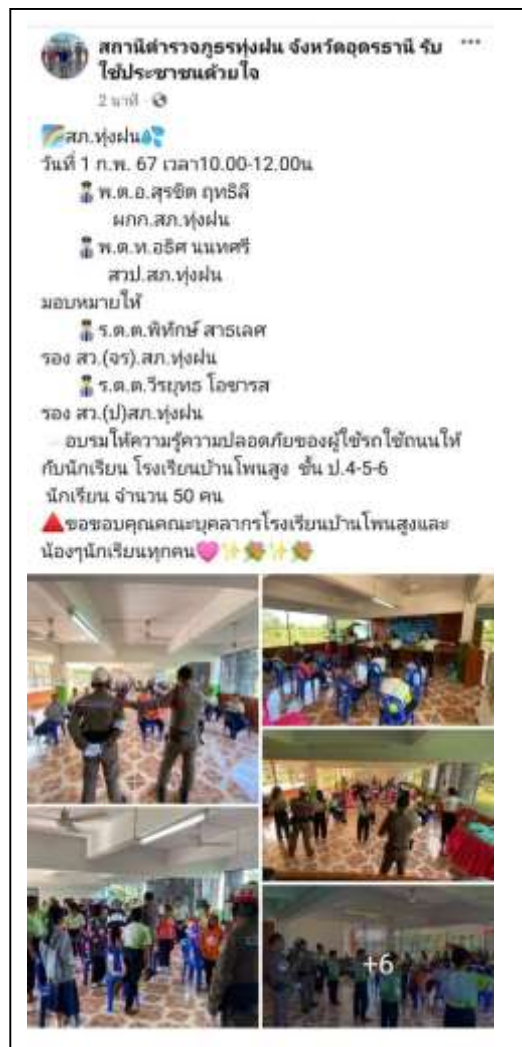 สถานีตำรวจภูธรทุ่งฝน จังหวัดอุดรธานี รับ
ใช้ประชาชนด้วยใจ
2 นาที
สภ.ทุ่งฝน
วันที่ 1 ก.พ. 67 เวลา10.00-12.00น
พ.ต.อ.สุรชิต ฤทธิลี
ผกก.สภ.ทุ่งฝน
พ.ต.ท.อธิศ นนทศรี
สวป.สภ.ทุ่งฝน
มอบหมายให้
ร.ต.ต.พิทักษ์ สารเลศ
รอง สว.(จร).สภ.ทุ่งฝน
ร.ต.ต.วีรยุทธ โอชารส
รอง สว.(ป)สภ.ทุ่งฝน
อบรมให้ความรู้ความปลอดภัยของผู้ใช้รถใช้ถนนให้
กับนักเรียน โรงเรียนบ้านโพนสูง ชั้น ป.4-5-6
นักเรียน จำนวน 50 คน
ขอขอบคุณคณะบุคลากรโรงเรียนบ้านโพนสูงและ
น้องๆนักเรียนทุกคน
+6